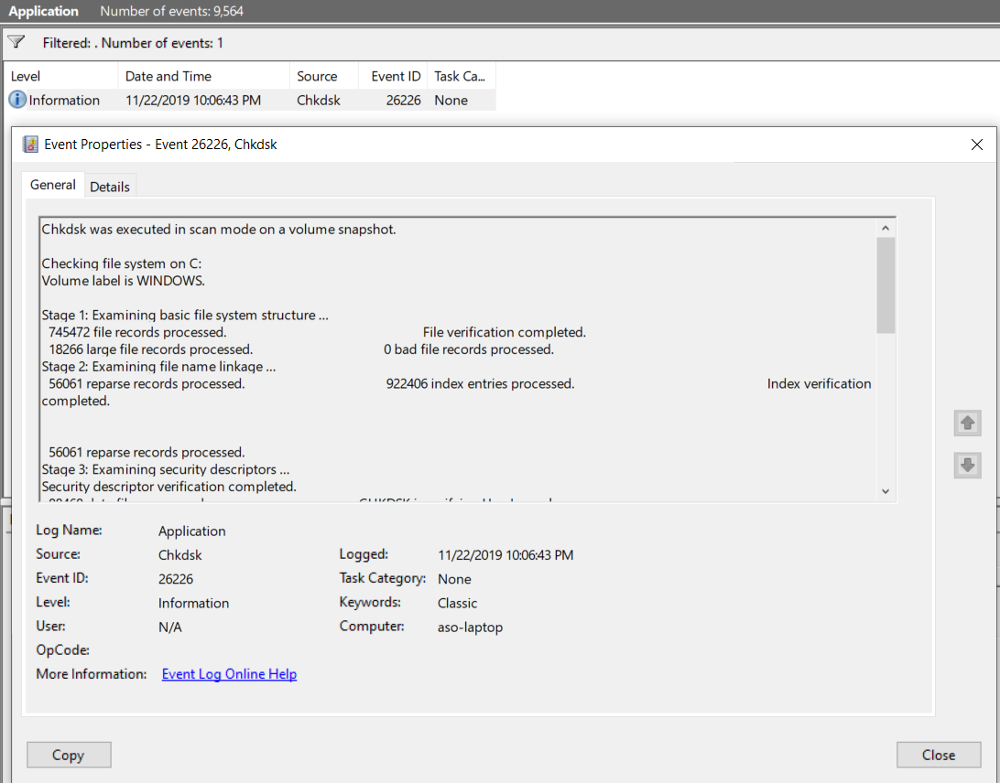 Application Number of events: 9,564
Filtered: . Number of events: 1
Level Date and Time Source Event ID Task Ca...
Information 11/22/2019 10:06:43 PM Chkdsk 26226 None
Event Properties - Event 26226, Chkdsk
General Details
Chkdsk was executed in scan mode on a volume snapshot.
Checking file system on C:
Volume label is WINDOWS.
Stage 1: Examining basic file system structure ...
745472 file records processed. File verification completed.
18266 large file records processed. 0 bad file records processed.
Stage 2: Examining file name linkage ...
56061 reparse records processed. 922406 index entries processed. Index verification
completed.
56061 reparse records processed.
Stage 3: Examining security descriptors ...
Security descriptor verification completed.
Log Name: Application
Source: Chkdsk Logged: 11/22/2019 10:06:43 PM
Event ID: 26226 Task Category: None
Level: Information Keywords: Classic
User: N/A Computer: aso-laptop
OpCode:
More Information: Event Log Online Help
Copy Close